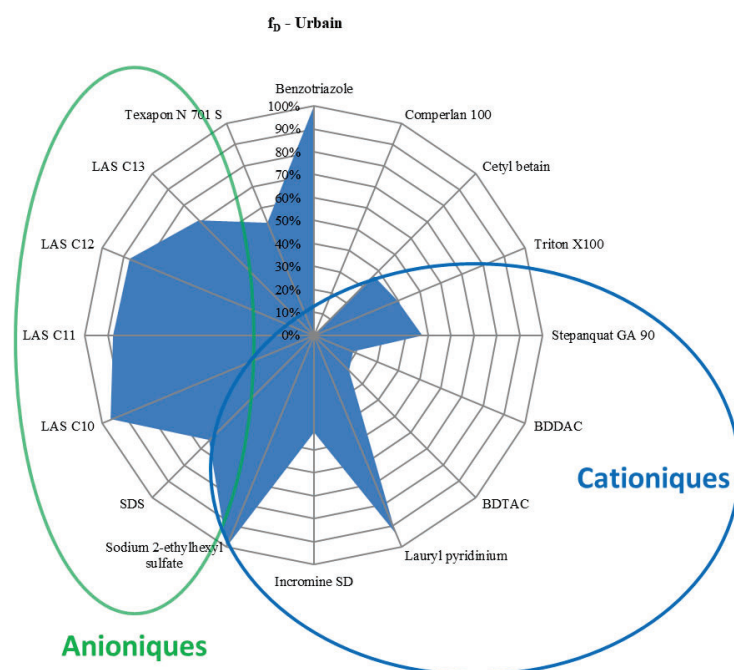 f_D - Urbain
Benzotriazole
Comperlan 100
Cetyl betain
Triton X100
Stepanquat GA 90
BDDAC
BDTAC
Lauryl pyridinium
Incromine SD
Sodium 2-ethylhexyl
sulfate
SDS
LAS C10
LAS C11
LAS C12
LAS C13
Texapon N 701 S
100%
90%
80%
70%
60%
50%
40%
30%
20%
10%
0%
Cationiques
Anioniques